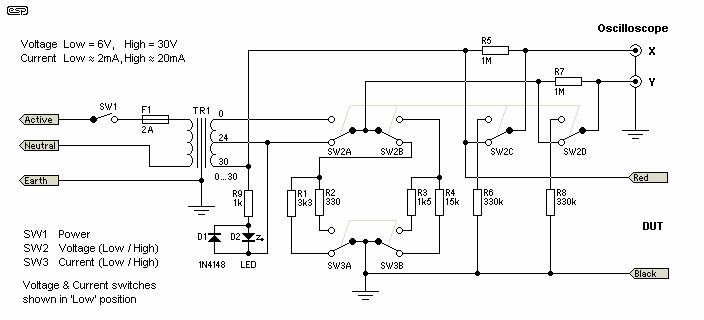 esp
Oscilloscope
Voltage Low = 6V, High = 30V
Current Low ≈ 2mA, High ≈ 20mA
R5
1M
X
R7
1M
Y
Active
SW1
F1
2A
TR1
0
24
30
0...30
Neutral
Earth
SW2A
SW2B
SW2C
SW2D
Red
R9
1k
R1
3k3
R2
330
R3
1k5
R4
15k
R6
330k
R8
330k
DUT
D1
1N4148
D2
LED
SW3A
SW3B
Black
SW1 Power
SW2 Voltage (Low / High)
SW3 Current (Low / High)
Voltage & Current switches
shown in 'Low' position